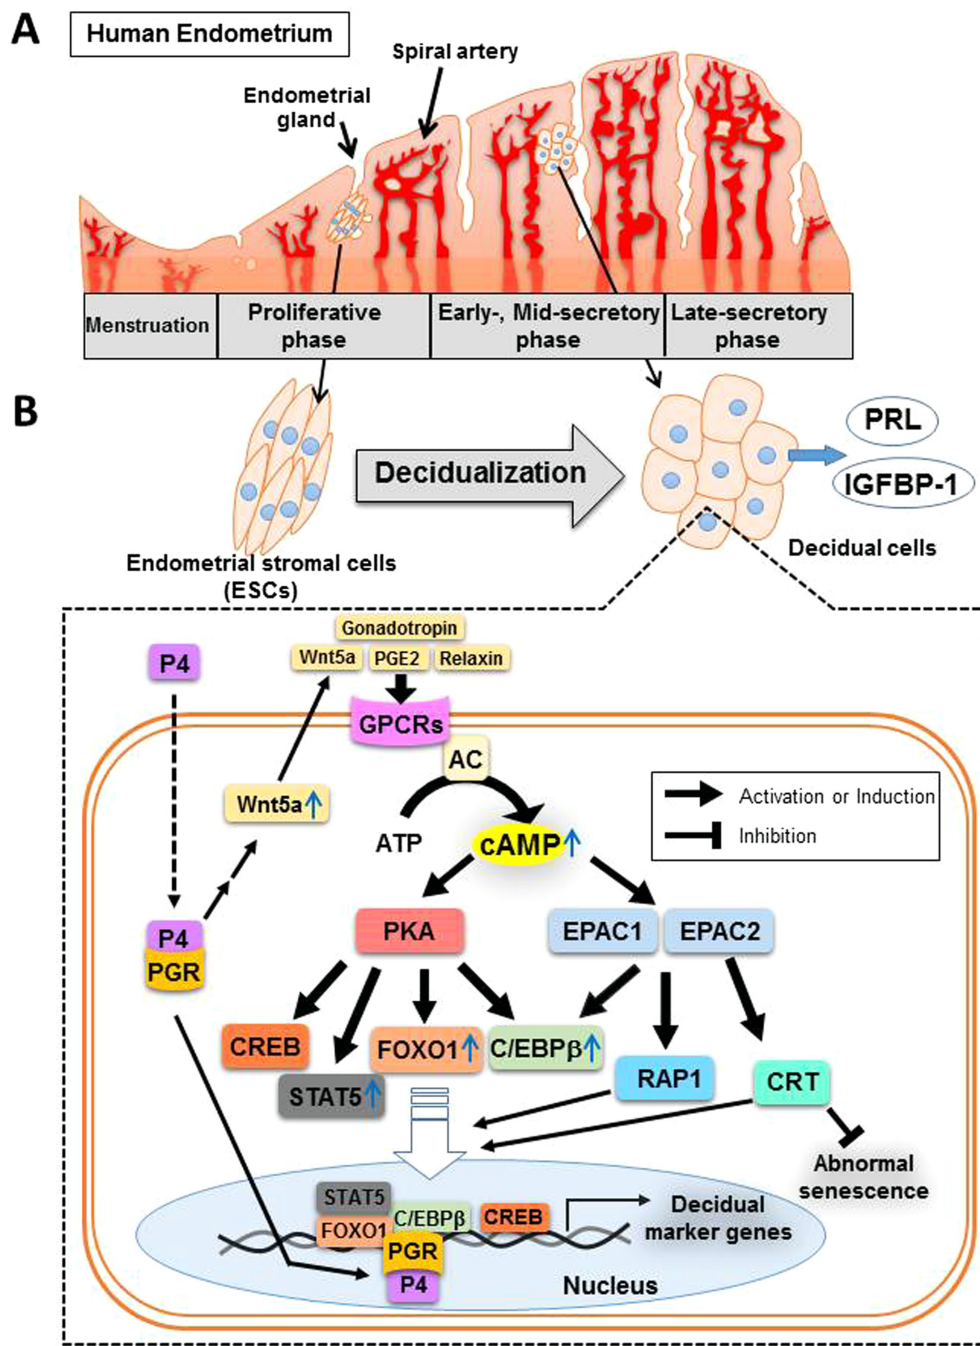 A
Human Endometrium
Spiral artery
Endometrial
gland
Menstruation
Proliferative
phase
Early-, Mid-secretory
phase
Late-secretory
phase
B
Decidualization
PRL
IGFBP-1
Endometrial stromal cells
(ESCs)
Decidual cells
Gonadotropin
P4
Wnt5a
PGE2
Relaxin
GPCRs
AC
Wnt5a↑
ATP
cAMP↑
Activation or Induction
Inhibition
P4
PGR
PKA
EPAC1
EPAC2
CREB
FOXO1↑
C/EBPβ↑
STAT5↑
RAP1
CRT
Abnormal
senescence
STAT5
FOXO1
C/EBPβ
CREB
Decidual
marker genes
PGR
P4
Nucleus